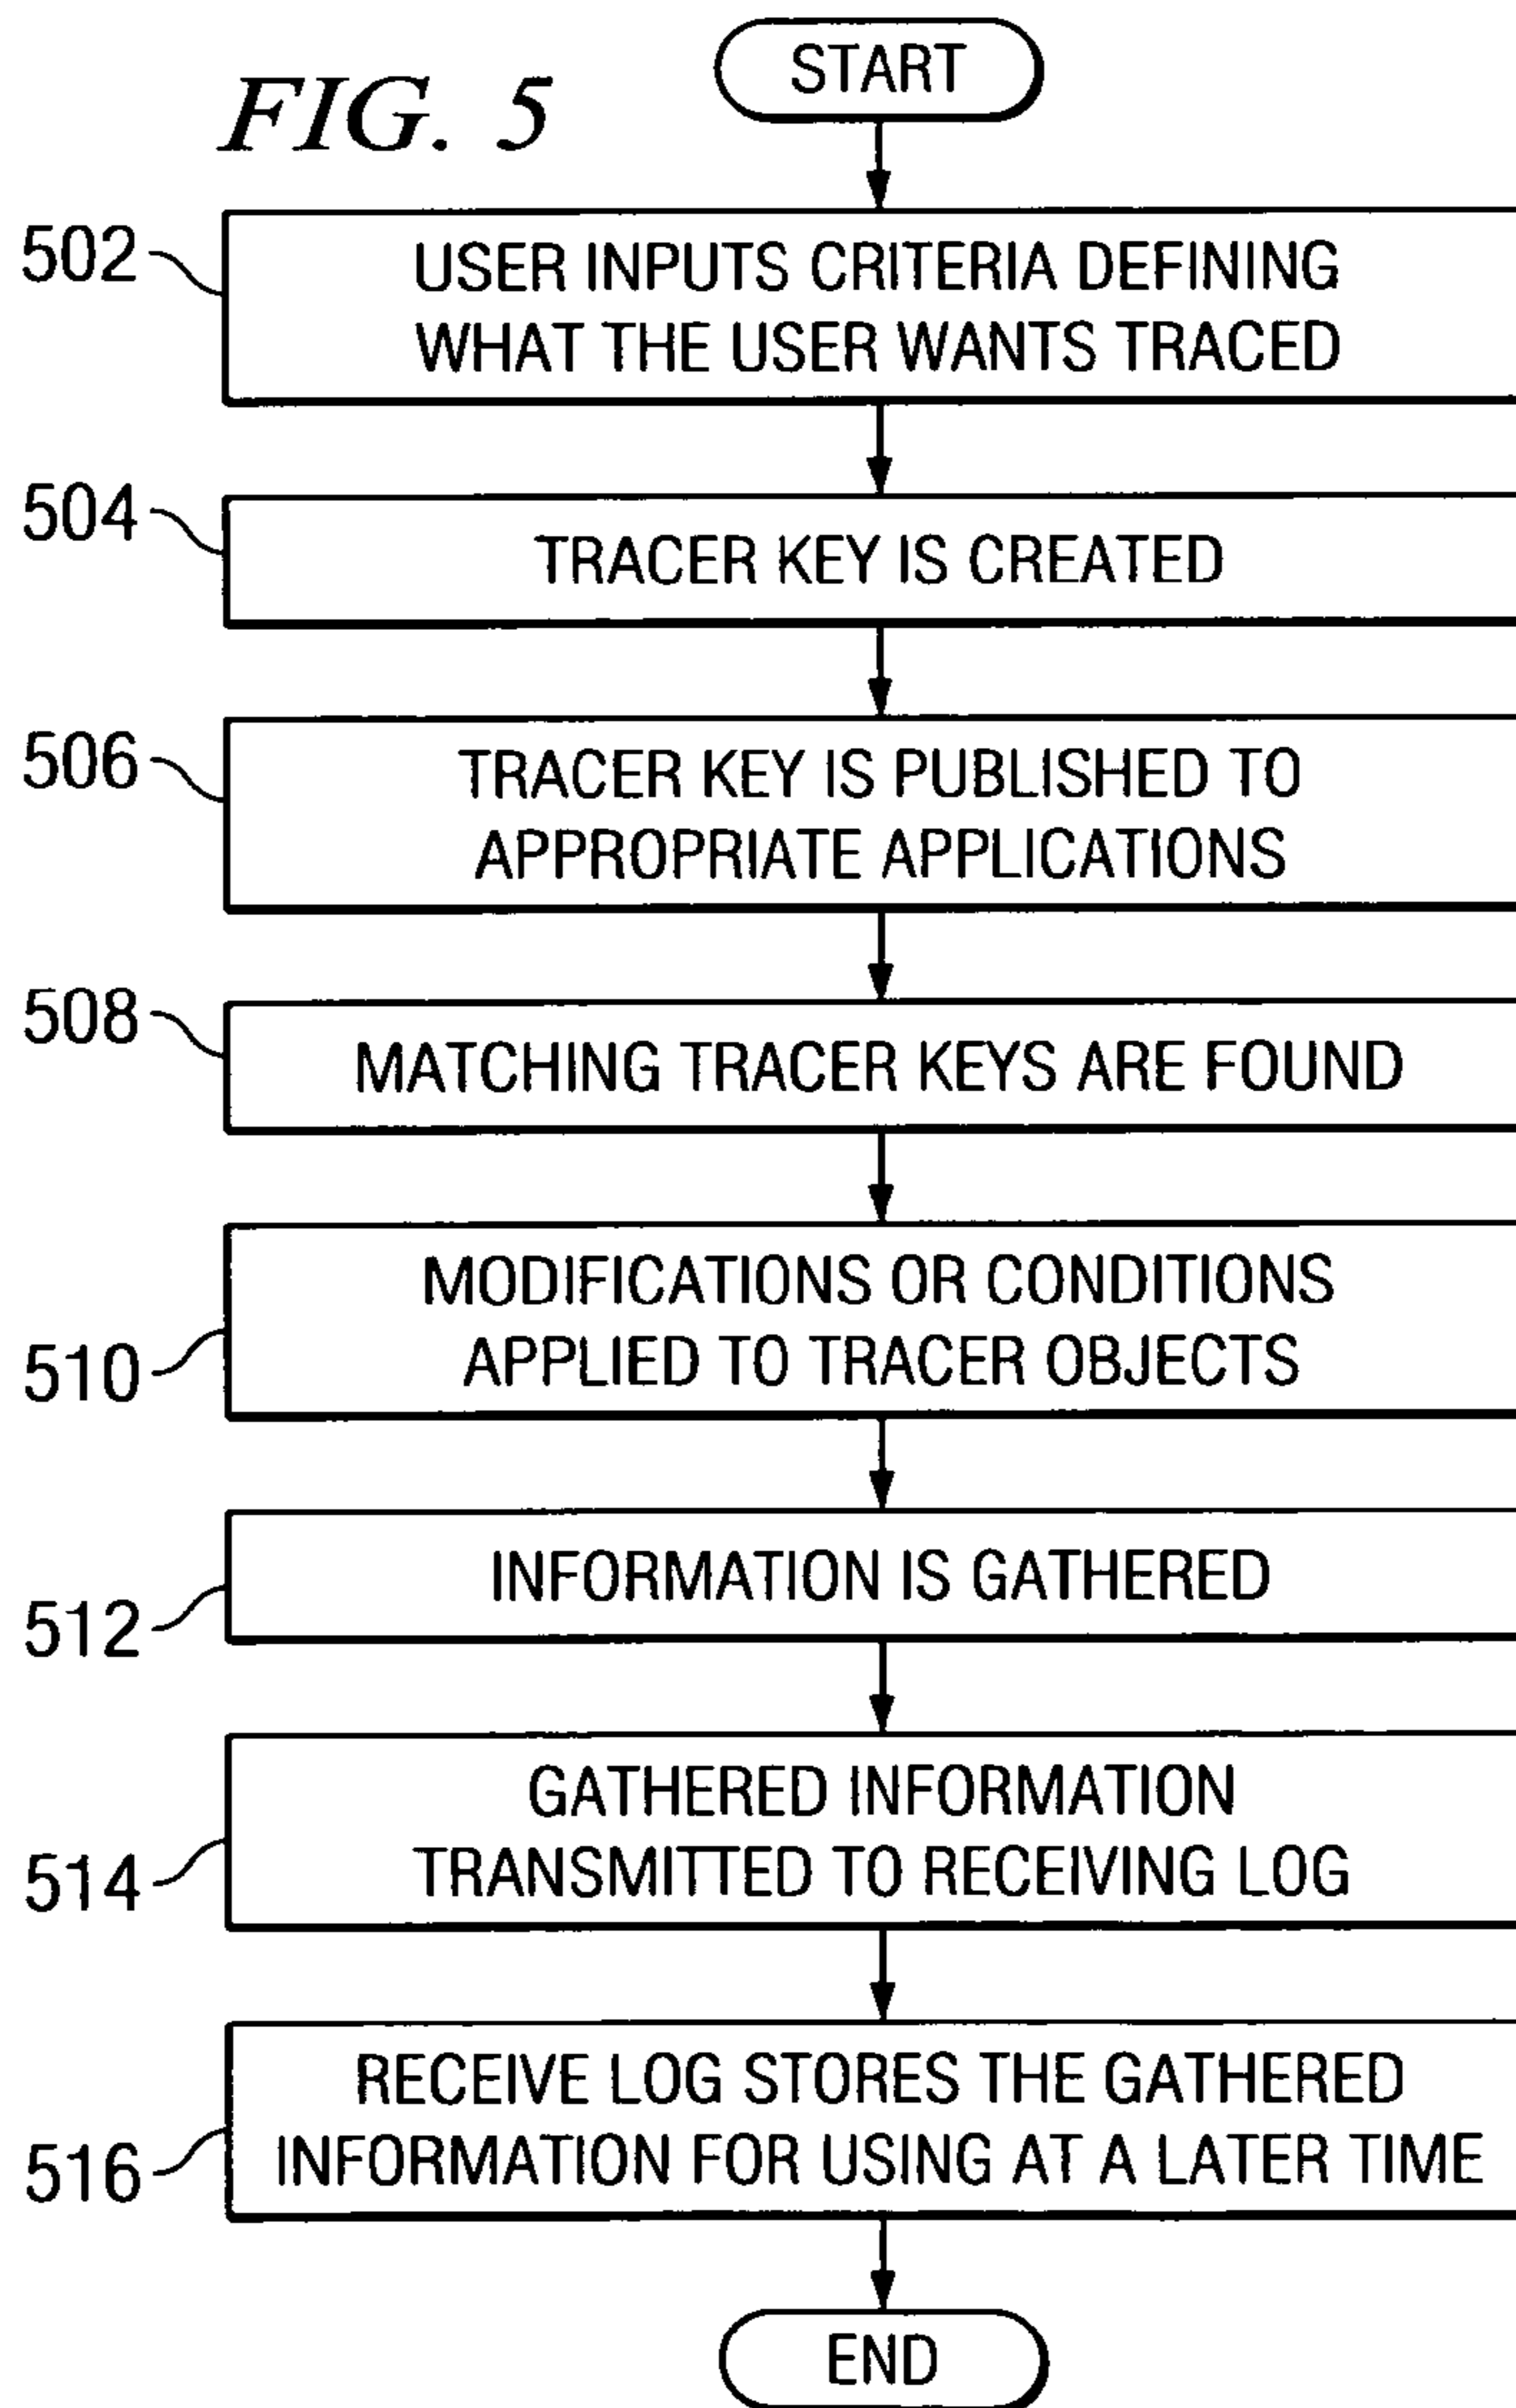 START
FIG. 5
502
USER INPUTS CRITERIA DEFINING
WHAT THE USER WANTS TRACED
504
TRACER KEY IS CREATED
506
TRACER KEY IS PUBLISHED TO
APPROPRIATE APPLICATIONS
508
MATCHING TRACER KEYS ARE FOUND
MODIFICATIONS OR CONDITIONS
APPLIED TO TRACER OBJECTS
510
INFORMATION IS GATHERED
512
GATHERED INFORMATION
TRANSMITTED TO RECEIVING LOG
514
RECEIVE LOG STORES THE GATHERED
INFORMATION FOR USING AT A LATER TIME
516
END